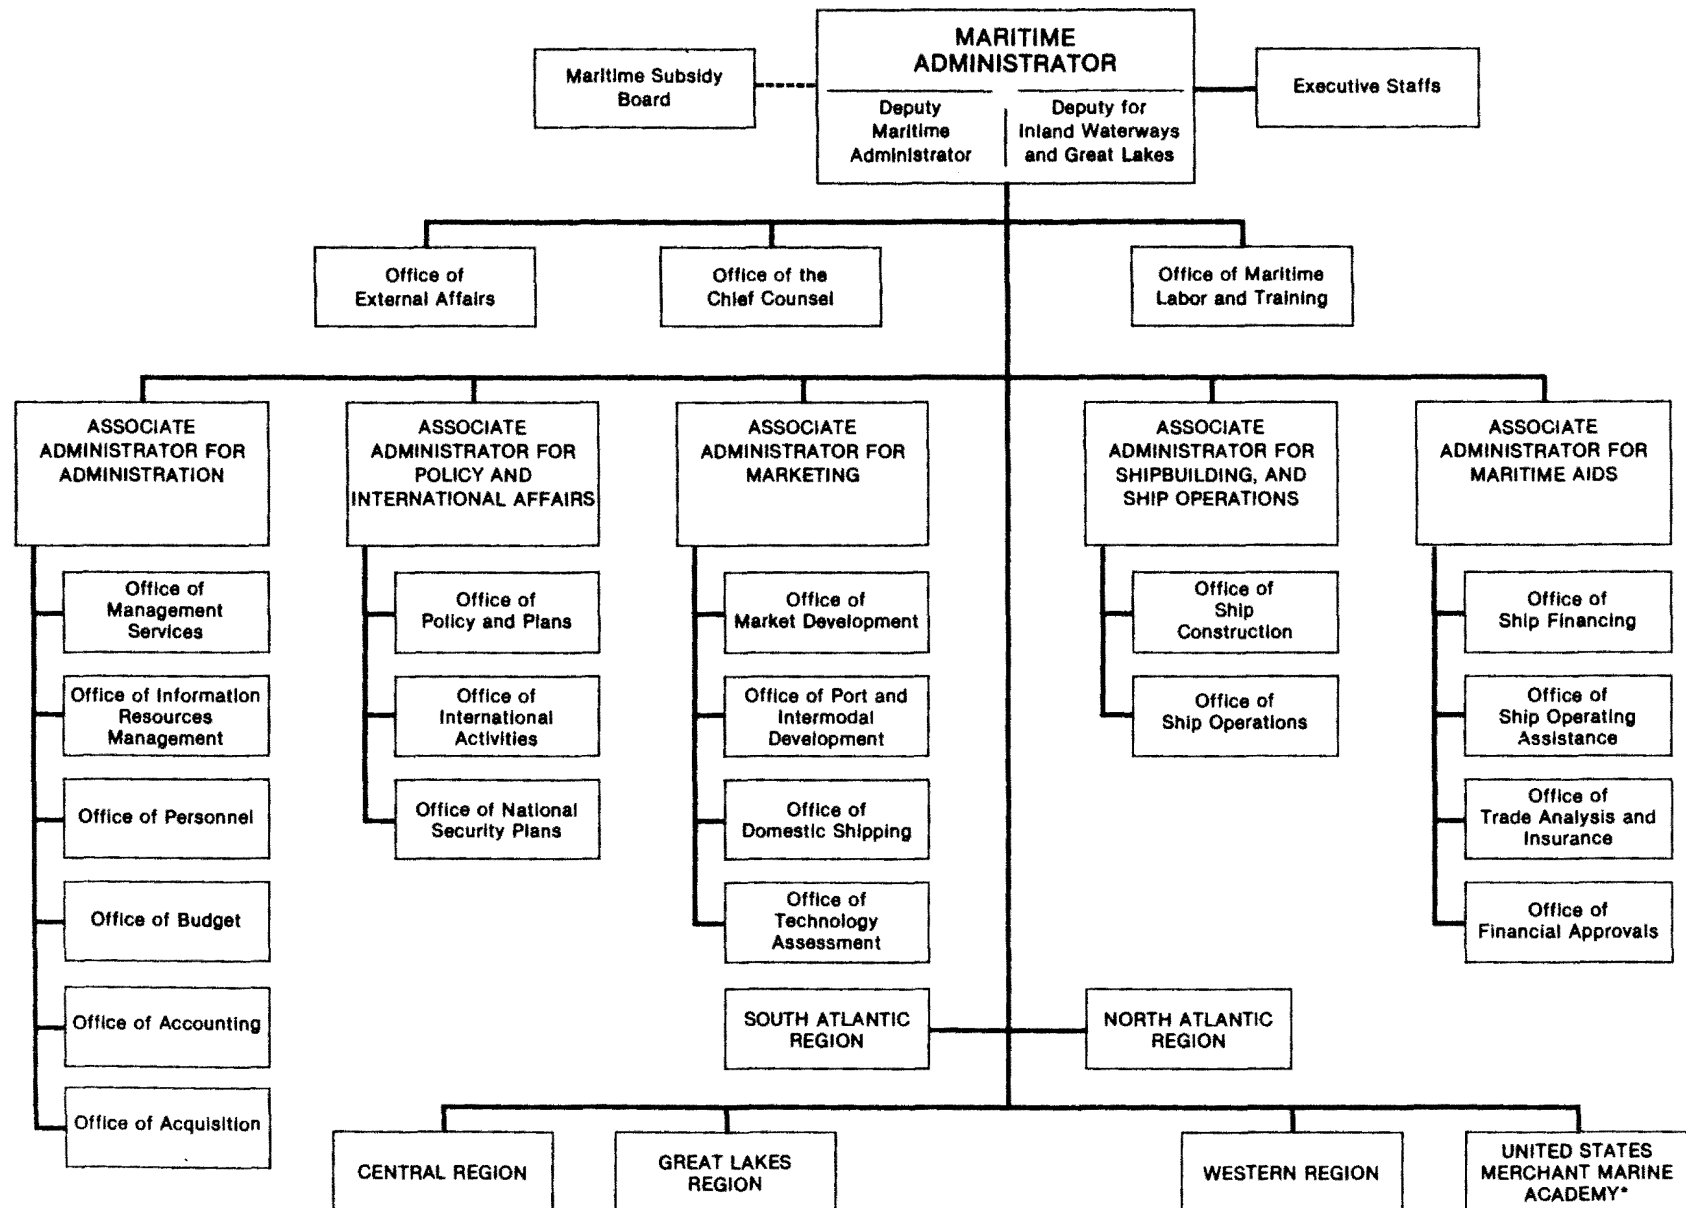 MARITIME
ADMINISTRATOR
Deputy
Maritime
Administrator
Deputy for
Inland Waterways
and Great Lakes
Maritime Subsidy
Board
Executive Staffs
Office of
External Affairs
Office of the
Chief Counsel
Office of Maritime
Labor and Training
ASSOCIATE
ADMINISTRATOR FOR
ADMINISTRATION
ASSOCIATE
ADMINISTRATOR FOR
POLICY AND
INTERNATIONAL AFFAIRS
ASSOCIATE
ADMINISTRATOR FOR
MARKETING
ASSOCIATE
ADMINISTRATOR FOR
SHIPBUILDING, AND
SHIP OPERATIONS
ASSOCIATE
ADMINISTRATOR FOR
MARITIME AIDS
Office of
Management
Services
Office of Information
Resources
Management
Office of Personnel
Office of Budget
Office of Accounting
Office of Acquisition
Office of
Policy and Plans
Office of
International
Activities
Office of National
Security Plans
Office of
Market Development
Office of Port and
Intermodal
Development
Office of
Domestic Shipping
Office of
Technology
Assessment
Office of
Ship
Construction
Office of
Ship Operations
Office of
Ship Financing
Office of
Ship Operating
Assistance
Office of
Trade Analysis and
Insurance
Office of
Financial Approvals
SOUTH ATLANTIC
REGION
NORTH ATLANTIC
REGION
CENTRAL REGION
GREAT LAKES
REGION
WESTERN REGION
UNITED STATES
MERCHANT MARINE
ACADEMY*